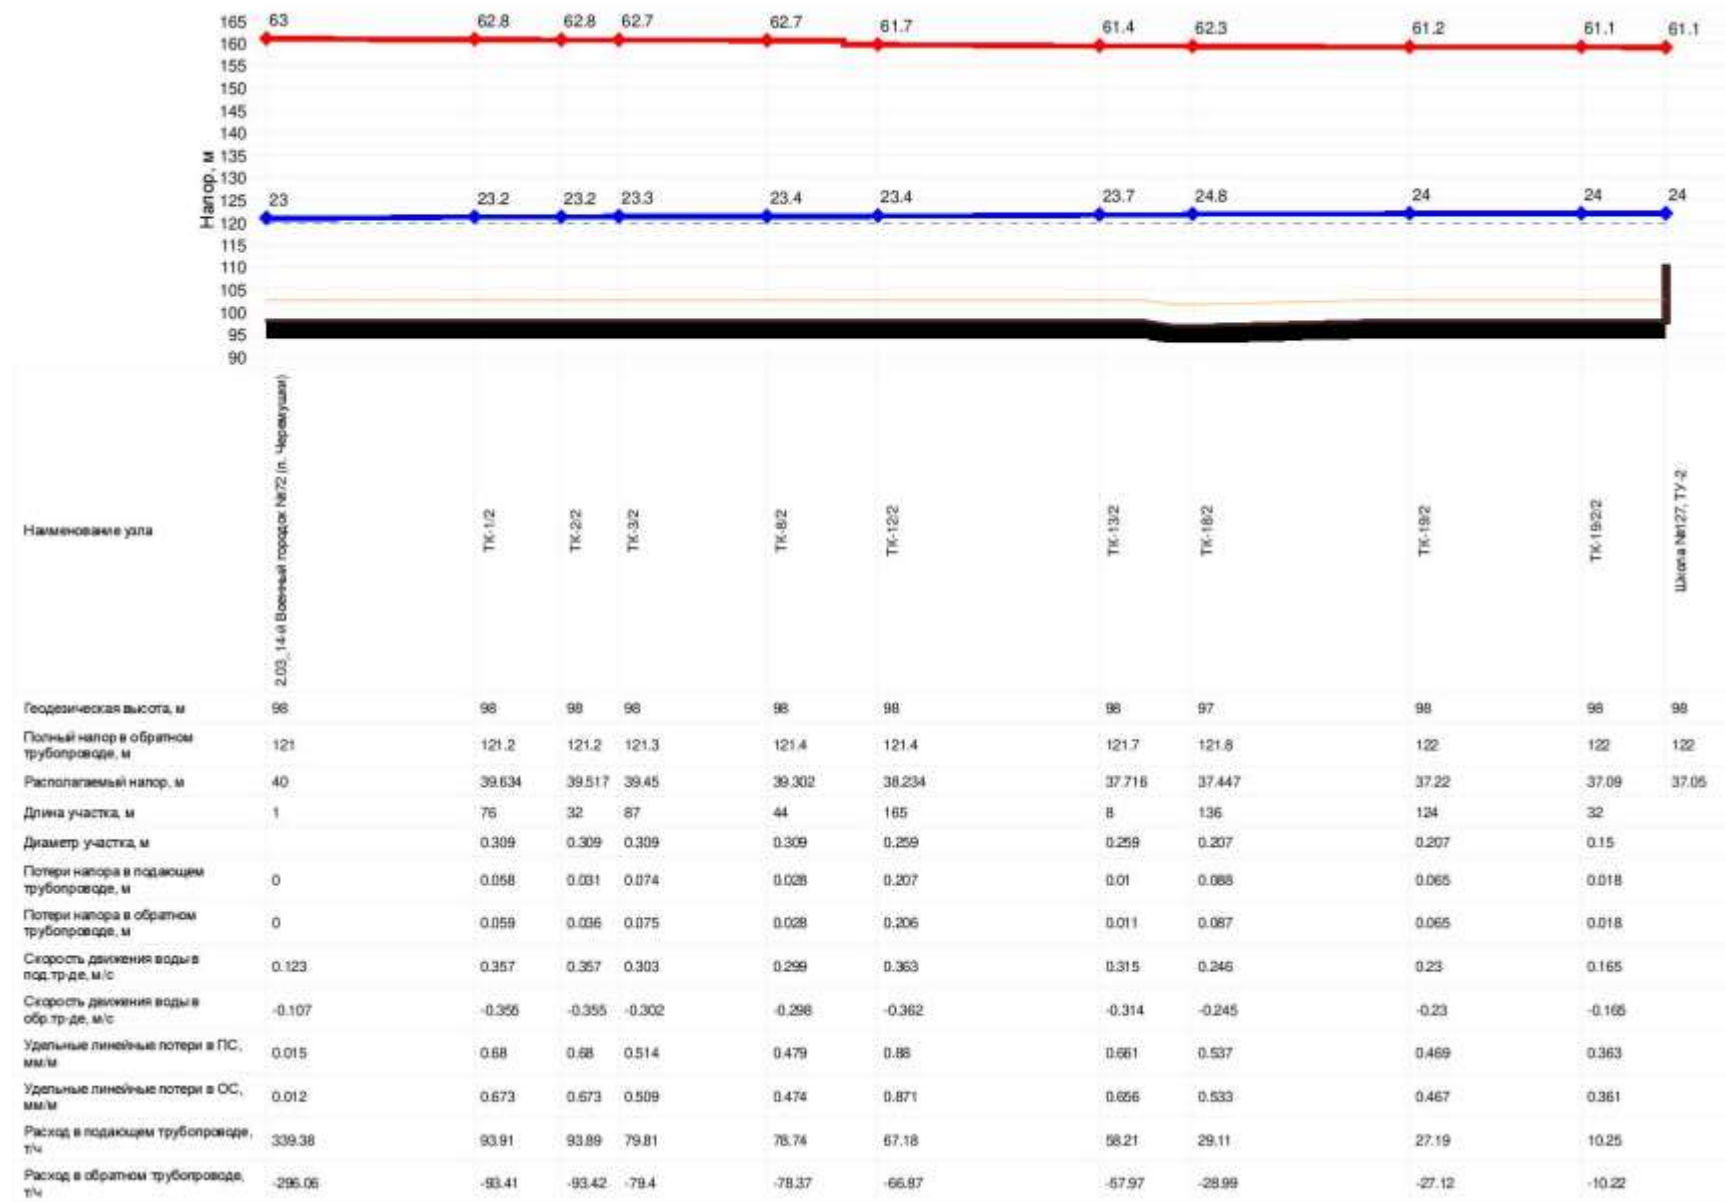 165 63 62.8 62.8 62.7 62.7 61.7 61.4 62.3 61.2 61.1 61.1
160
155
150
145
140
135
130
125 23 23.2 23.2 23.3 23.4 23.4 23.7 24.8 24 24 24
120
115
110
105
100
95
90
Напор, м
Наименование узла
2.03_14-й Военный городок №72 (п. Черемушки)
ТК-1/2
ТК-2/2
ТК-3/2
ТК-8/2
ТК-12/2
ТК-13/2
ТК-18/2
ТК-19/2
ТК-19/2/2
Школа №127, ТУ-2
Геодезическая высота, м 98 98 98 98 98 98 98 97 98 98 98
Полный напор в обратном
трубопроводе, м 121 121.2 121.2 121.3 121.4 121.4 121.7 121.8 122 122 122
Располагаемый напор, м 40 39.634 39.517 39.45 39.302 38.234 37.716 37.447 37.22 37.09 37.05
Длина участка, м 1 76 32 87 44 165 8 136 124 32
Диаметр участка, м 0.309 0.309 0.309 0.309 0.259 0.259 0.207 0.207 0.15
Потери напора в подающем
трубопроводе, м 0 0.058 0.031 0.074 0.028 0.207 0.01 0.088 0.065 0.018
Потери напора в обратном
трубопроводе, м 0 0.059 0.036 0.075 0.028 0.206 0.011 0.087 0.065 0.018
Скорость движения воды в
под.тр-де, м/с 0.123 0.357 0.357 0.303 0.299 0.363 0.315 0.246 0.23 0.165
Скорость движения воды в
обр.тр-де, м/с -0.107 -0.355 -0.355 -0.302 -0.298 -0.362 -0.314 -0.245 -0.23 -0.165
Удельные линейные потери в ПС,
мм/м 0.015 0.68 0.68 0.514 0.479 0.88 0.661 0.537 0.469 0.363
Удельные линейные потери в ОС,
мм/м 0.012 0.673 0.673 0.509 0.474 0.871 0.656 0.533 0.467 0.361
Расход в подающем трубопроводе,
т/ч 339.38 93.91 93.89 79.81 78.74 67.18 58.21 29.11 27.19 10.25
Расход в обратном трубопроводе,
т/ч -296.06 -93.41 -93.42 -79.4 -78.37 -66.87 -57.97 -28.99 -27.12 -10.22